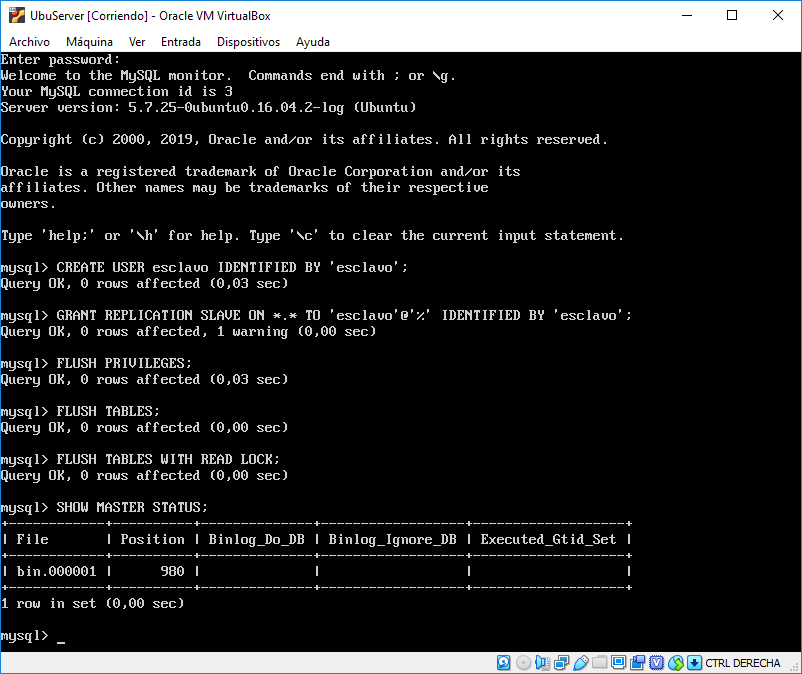 UbuServer [Corriendo] - Oracle VM VirtualBox
Archivo Máquina Ver Entrada Dispositivos Ayuda
Enter password:
Welcome to the MySQL monitor.  Commands end with ; or \g.
Your MySQL connection id is 3
Server version: 5.7.25-0ubuntu0.16.04.2-log (Ubuntu)
Copyright (c) 2000, 2019, Oracle and/or its affiliates. All rights reserved.
Oracle is a registered trademark of Oracle Corporation and/or its
affiliates. Other names may be trademarks of their respective
owners.
Type 'help;' or '\h' for help. Type '\c' to clear the current input statement.
mysql> CREATE USER esclavo IDENTIFIED BY 'esclavo';
Query OK, 0 rows affected (0,03 sec)
mysql> GRANT REPLICATION SLAVE ON *.* TO 'esclavo'@'%' IDENTIFIED BY 'esclavo';
Query OK, 0 rows affected, 1 warning (0,00 sec)
mysql> FLUSH PRIVILEGES;
Query OK, 0 rows affected (0,03 sec)
mysql> FLUSH TABLES;
Query OK, 0 rows affected (0,00 sec)
mysql> FLUSH TABLES WITH READ LOCK;
Query OK, 0 rows affected (0,00 sec)
mysql> SHOW MASTER STATUS;
+------------+----------+--------------+------------------+-------------------+
| File       | Position | Binlog_Do_DB | Binlog_Ignore_DB | Executed_Gtid_Set |
+------------+----------+--------------+------------------+-------------------+
| bin.000001 |      980 |              |                  |                   |
+------------+----------+--------------+------------------+-------------------+
1 row in set (0,00 sec)
mysql> _
CTRL DERECHA